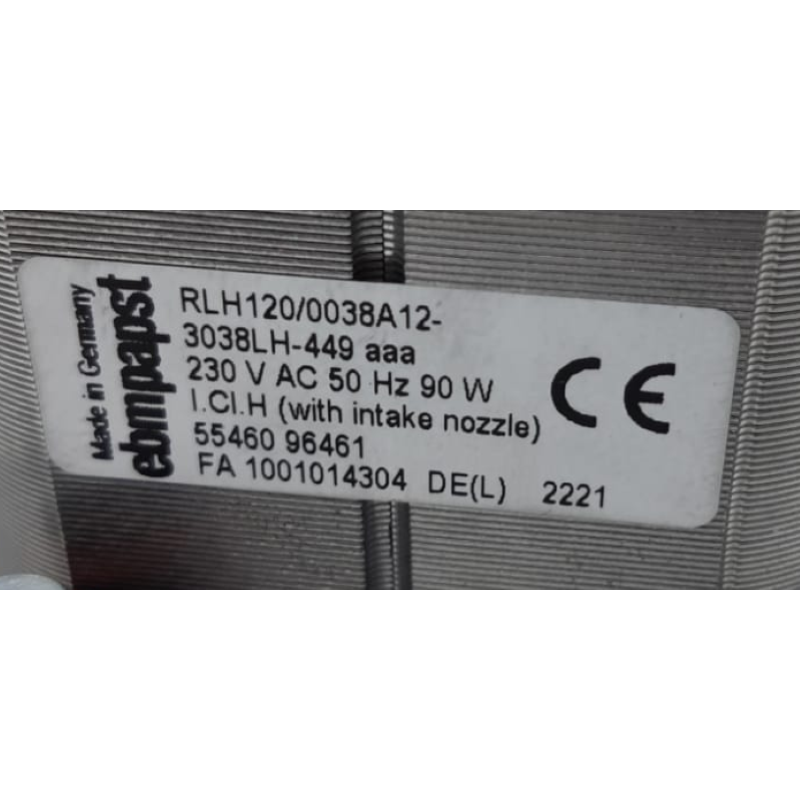 Made in Germany
ebmpapst
RLH120/0038A12-
3038LH-449 aaa
230 V AC 50 Hz 90 W
I.Cl.H (with intake nozzle)
55460 96461
FA 1001014304 DE(L) 2221
CE